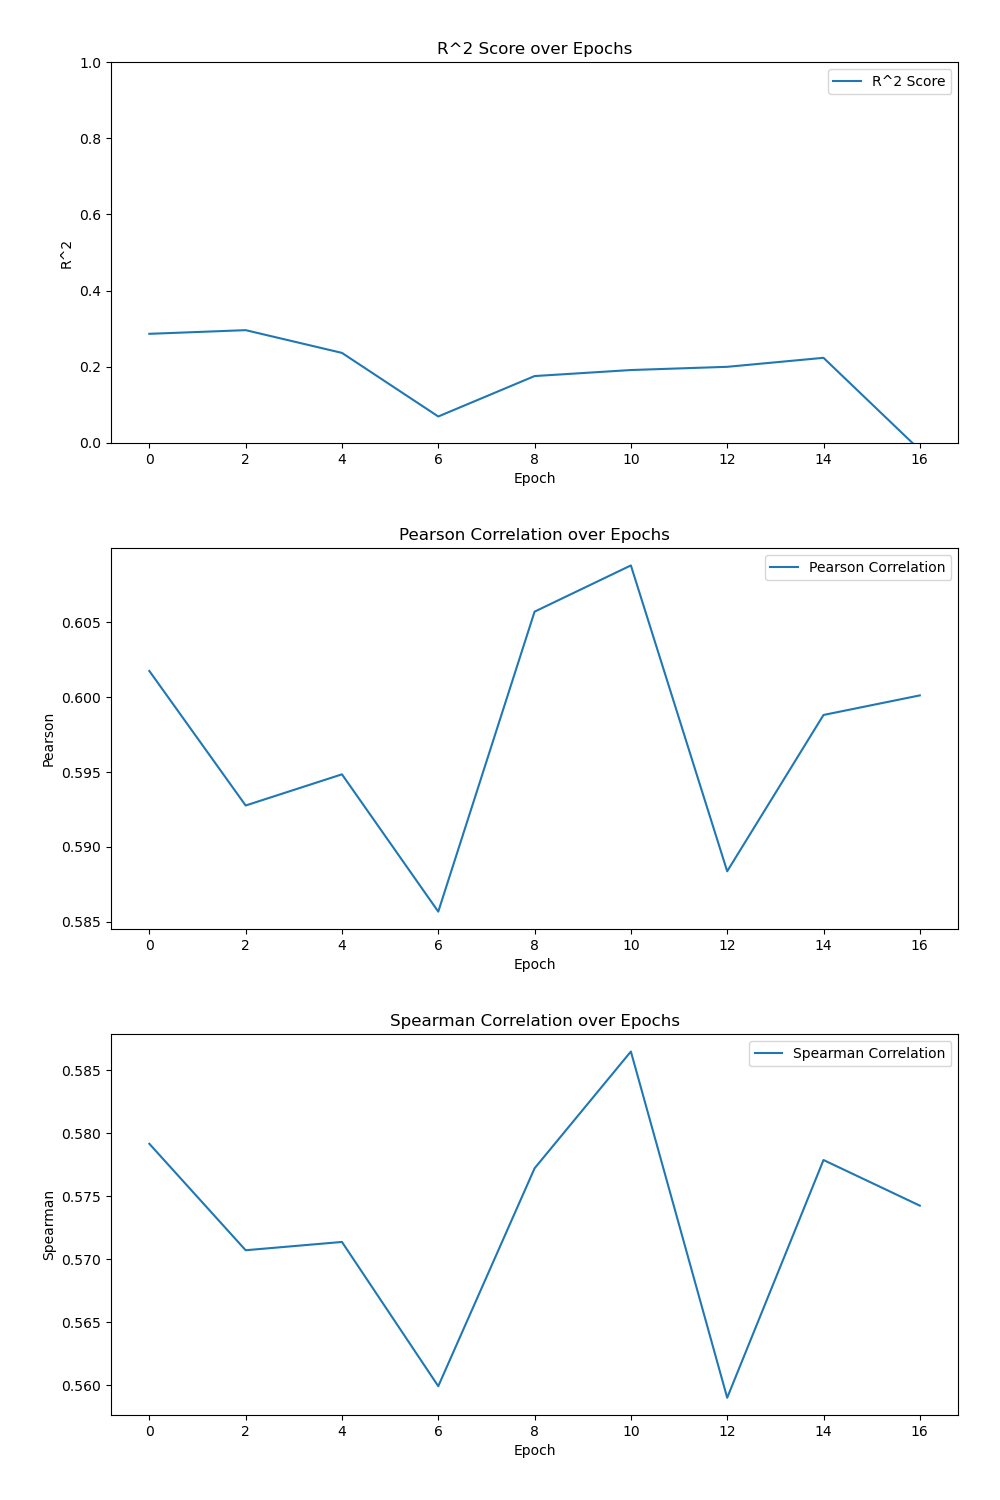 R^2 Score over Epochs
R^2 Score
1.0
0.8
0.6
0.4
0.2
0.0
R^2
0 2 4 6 8 10 12 14 16
Epoch
Pearson Correlation over Epochs
Pearson Correlation
0.605
0.600
0.595
0.590
0.585
Pearson
0 2 4 6 8 10 12 14 16
Epoch
Spearman Correlation over Epochs
Spearman Correlation
0.585
0.580
0.575
0.570
0.565
0.560
Spearman
0 2 4 6 8 10 12 14 16
Epoch